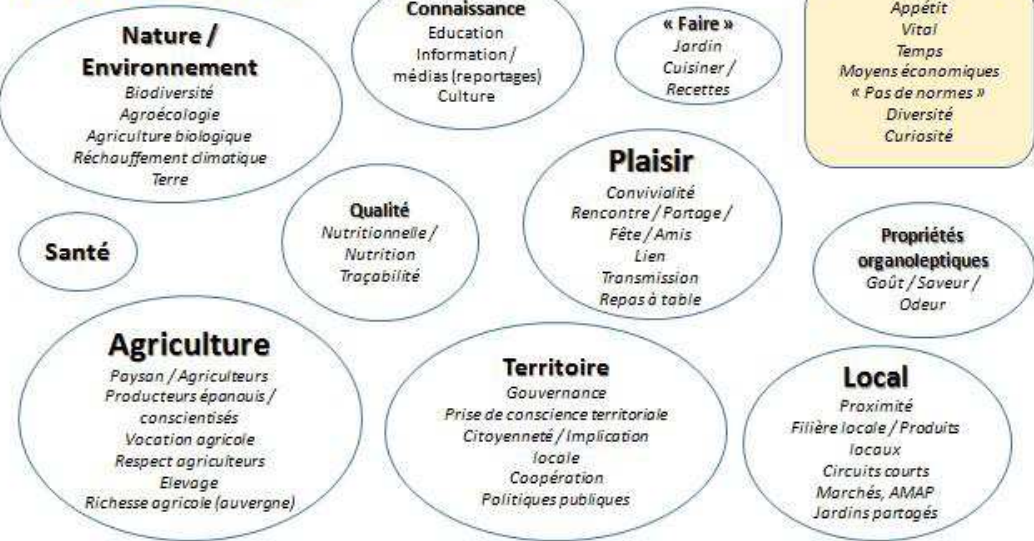 Nature /
Environnement
Biodiversité
Agroécologie
Agriculture biologique
Réchauffement climatique
Terre
Connaissance
Education
Information /
médias (reportages)
Culture
« Faire »
Jardin
Cuisiner /
Recettes
Appétit
Vital
Temps
Moyens économiques
« Pas de normes »
Diversité
Curiosité
Santé
Qualité
Nutritionnelle /
Nutrition
Traçabilité
Plaisir
Convivialité
Rencontre / Partage /
Fête / Amis
Lien
Transmission
Repas à table
Propriétés
organoleptiques
Goût / Saveur /
Odeur
Agriculture
Paysan / Agriculteurs
Producteurs épanouis /
conscientisés
Vocation agricole
Respect agriculteurs
Elevage
Richesse agricole (auvergne)
Territoire
Gouvernance
Prise de conscience territoriale
Citoyenneté / Implication
locale
Coopération
Politiques publiques
Local
Proximité
Filière locale / Produits
locaux
Circuits courts
Marchés, AMAP
Jardins partagés